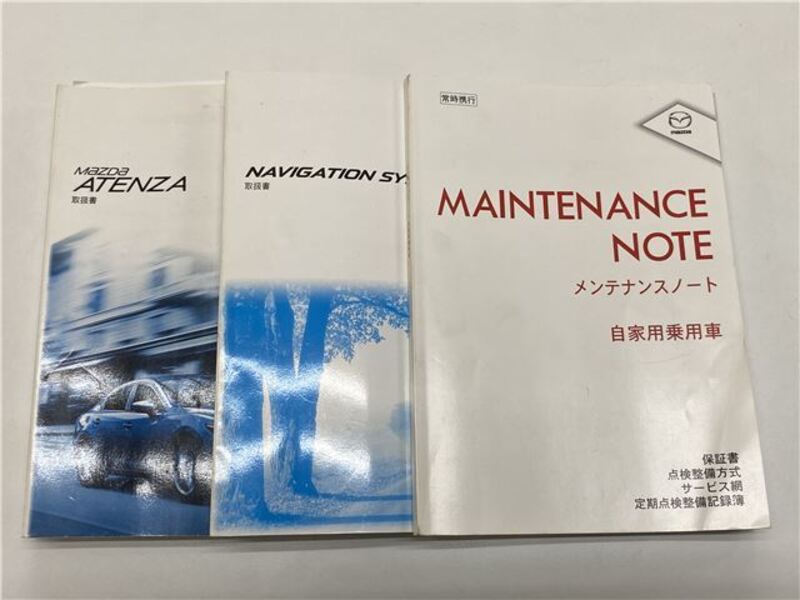 mazda
ATENZA
取扱書
NAVIGATION
取扱書
常時携行
mazda
MAINTENANCE
NOTE
メンテナンスノート
自家用乗用車
保証書
点検整備方式
サービス網
定期点検整備記録簿